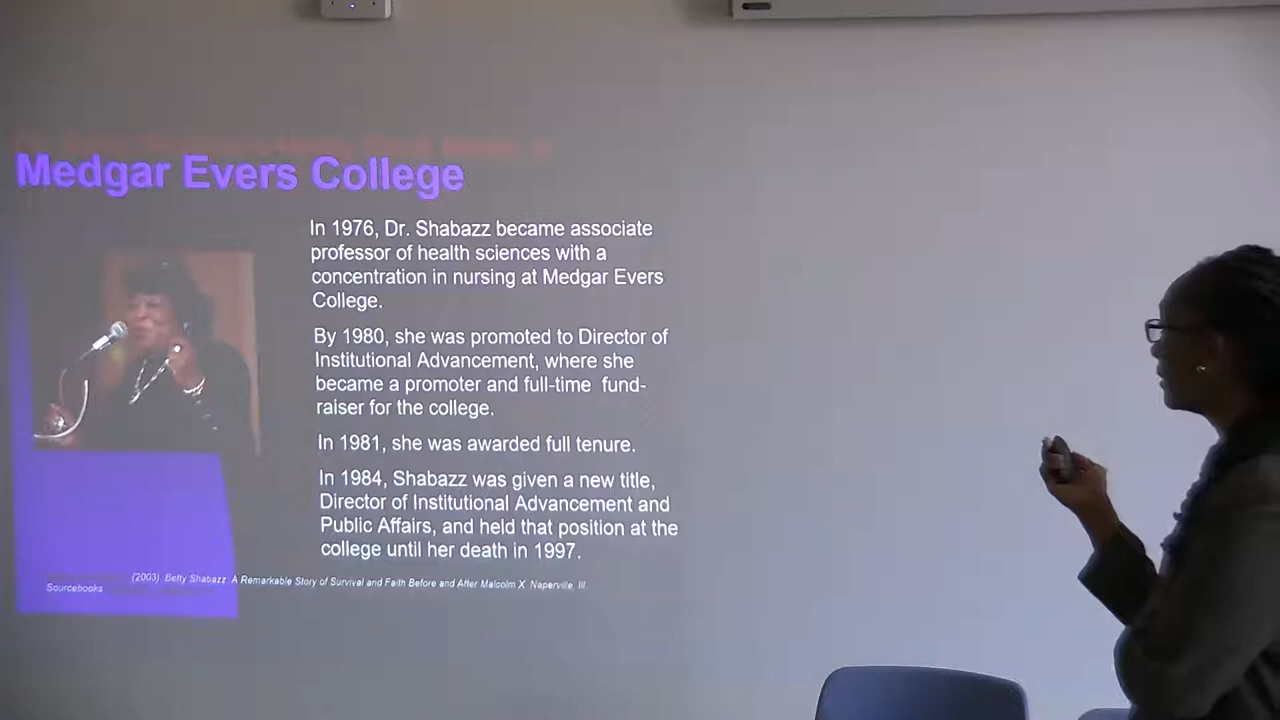 Medgar Evers College
In 1976, Dr. Shabazz became associate
professor of health sciences with a
concentration in nursing at Medgar Evers
College.
By 1980, she was promoted to Director of
Institutional Advancement, where she
became a promoter and full-time fund-
raiser for the college.
In 1981, she was awarded full tenure.
In 1984, Shabazz was given a new title,
Director of Institutional Advancement and
Public Affairs, and held that position at the
college until her death in 1997.
(2003). Betty Shabazz A Remarkable Story of Survival and Faith Before and After Malcolm X. Naperville, Ill.
Sourcebooks